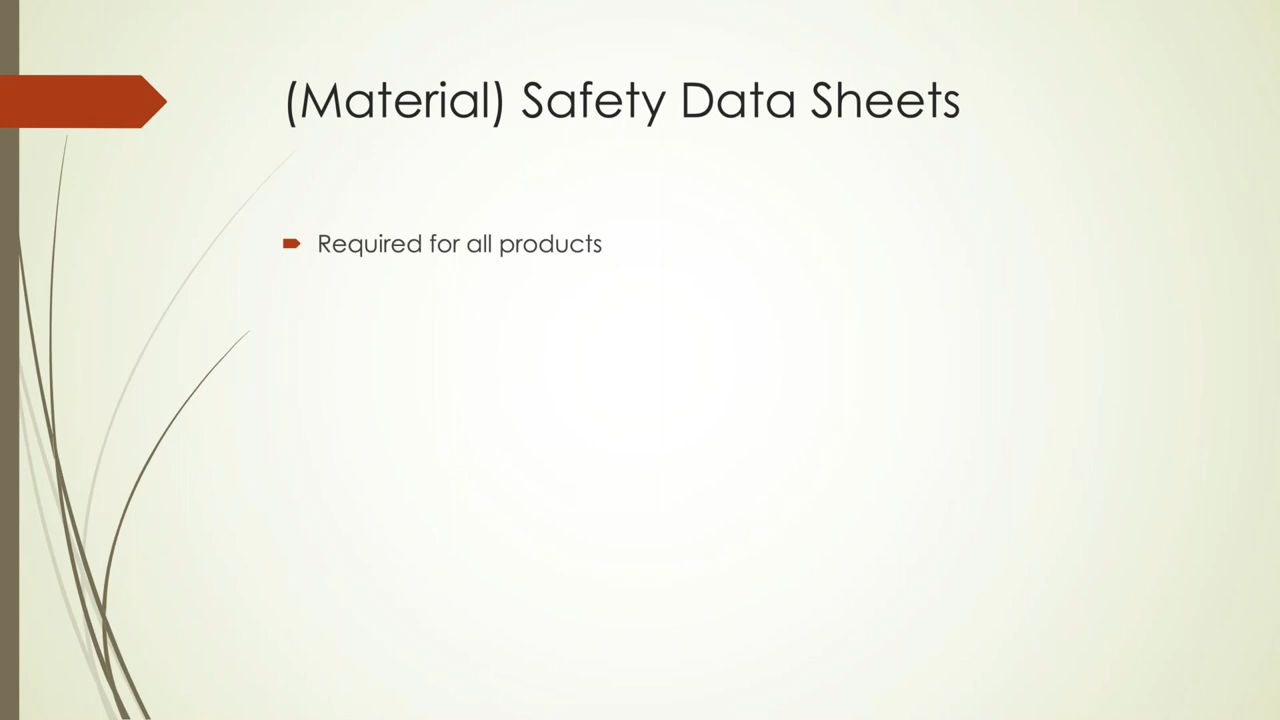 (Material) Safety Data Sheets
Required for all products